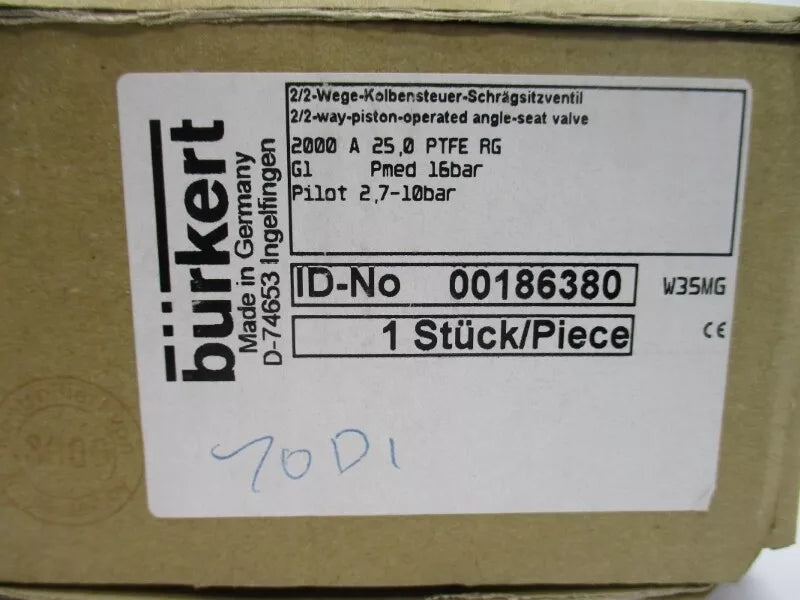 2/2-Wege-Kolbensteuer-Schrägsitzventil
2/2-way-piston-operated angle-seat valve
2000 A 25,0 PTFE RG
G1 Pmed 16bar
Pilot 2,7-10bar
bürkert
Made in Germany
D-74653 Ingelfingen
ID-No 00186380
W35MG
1 Stück/Piece
CE
10D1